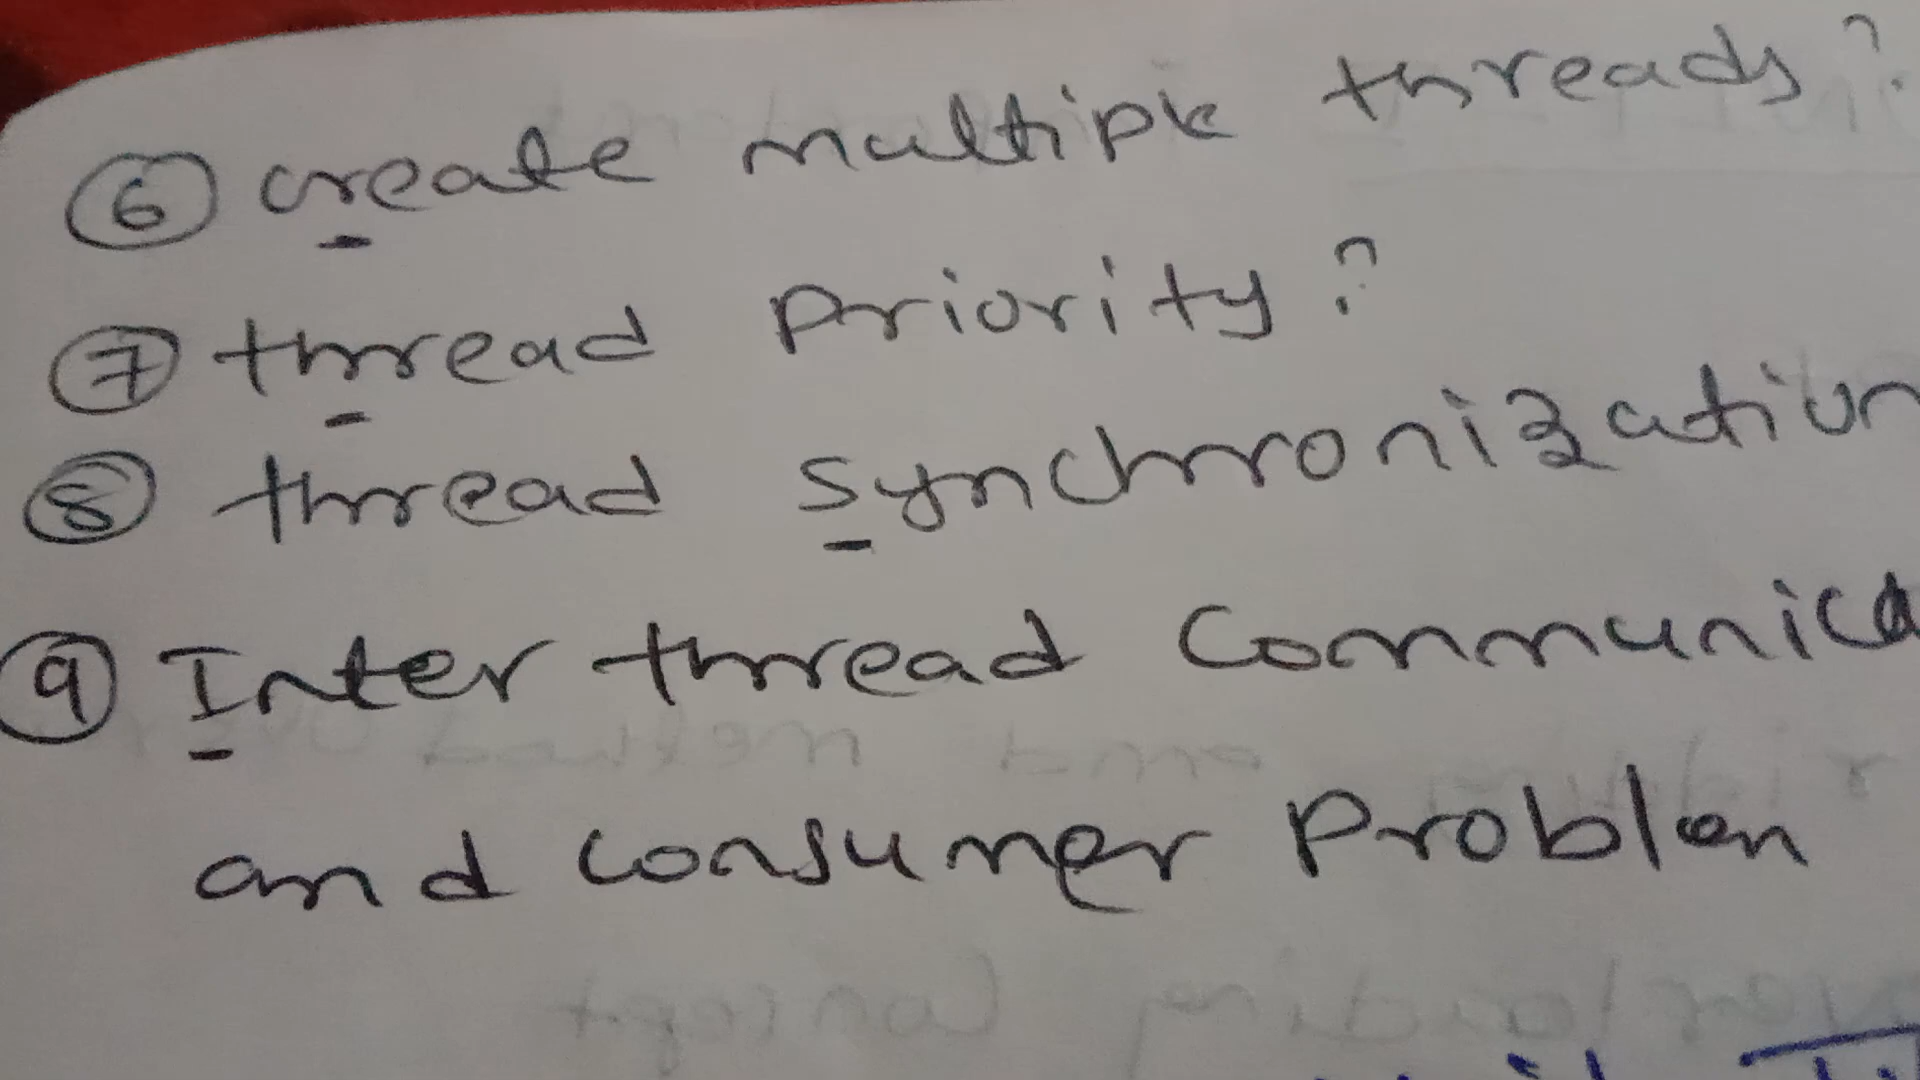 ⑥ create multiple threads?
⑦ thread Priority?
⑧ thread synchronization
⑨ Inter thread Communica
and consumer Problem